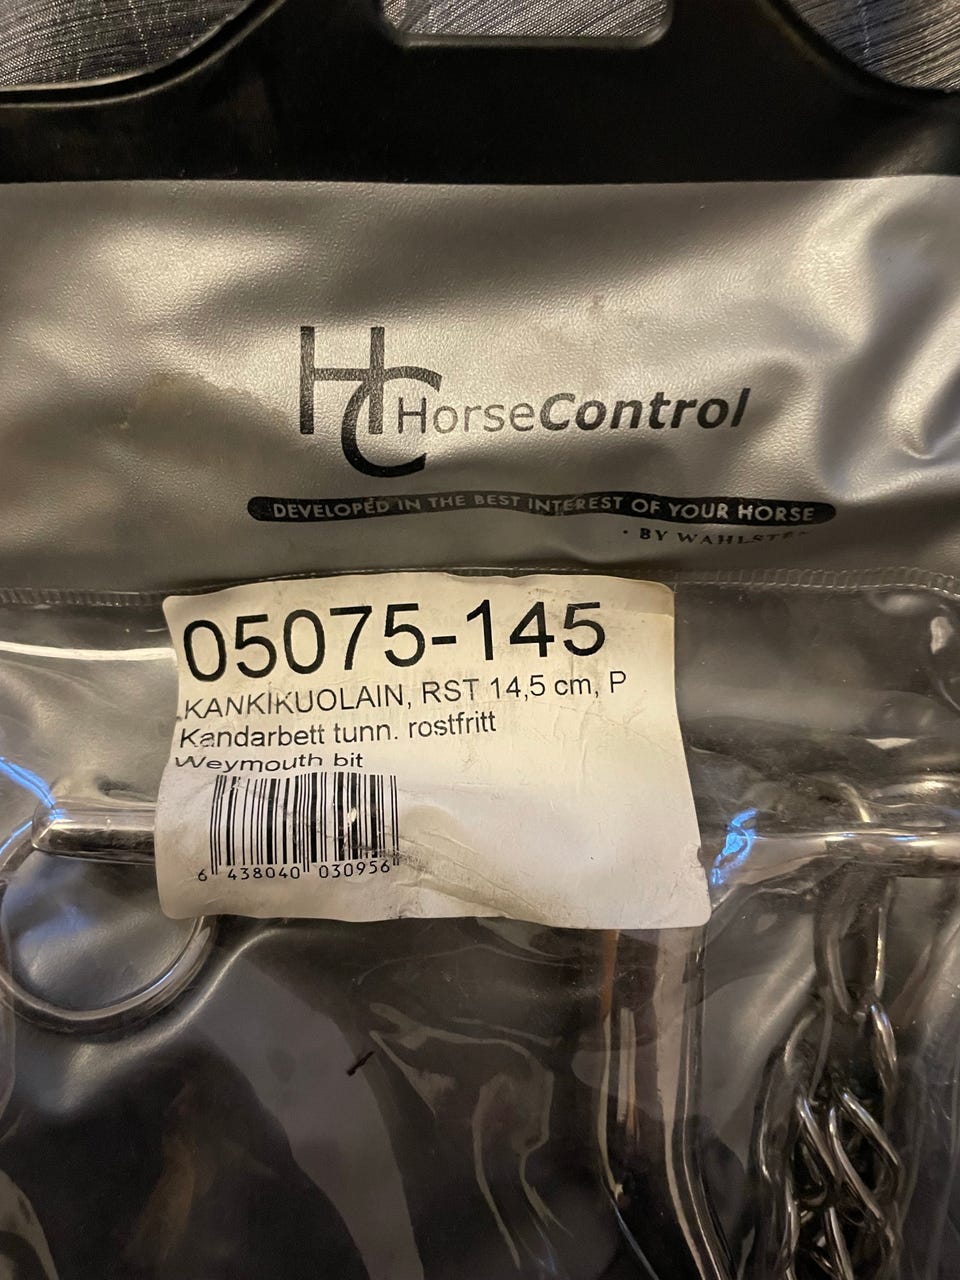 HC HorseControl
DEVELOPED IN THE BEST INTEREST OF YOUR HORSE
· BY
05075-145
KANKIKUOLAIN, RST 14,5 cm, P
Kandarbett tunn. rostfritt
Weymouth bit
6 438040 030956